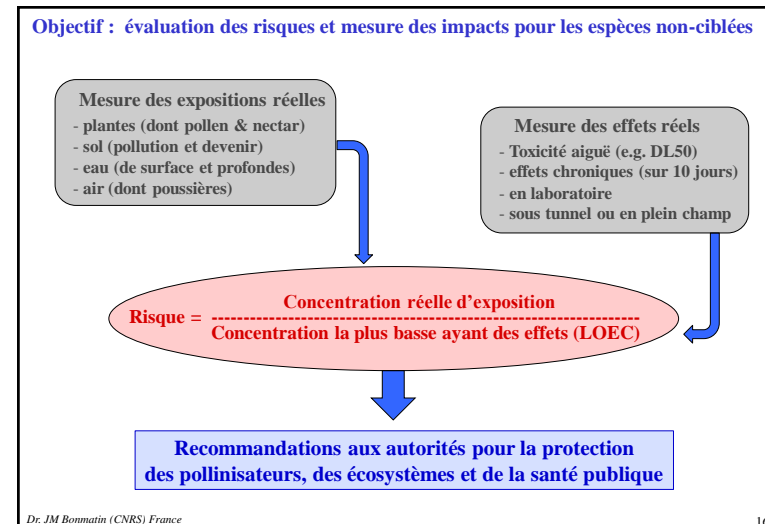 Objectif : évaluation des risques et mesure des impacts pour les espèces non-ciblées
Mesure des expositions réelles
- plantes (dont pollen & nectar)
- sol (pollution et devenir)
- eau (de surface et profondes)
- air (dont poussières)
Mesure des effets réels
- Toxicité aiguë (e.g. DL50)
- effets chroniques (sur 10 jours)
- en laboratoire
- sous tunnel ou en plein champ
Concentration réelle d'exposition
Risque = ------------------------------------------------------------------
Concentration la plus basse ayant des effets (LOEC)
Recommandations aux autorités pour la protection
des pollinisateurs, des écosystèmes et de la santé publique
Dr. JM Bonmatin (CNRS) France